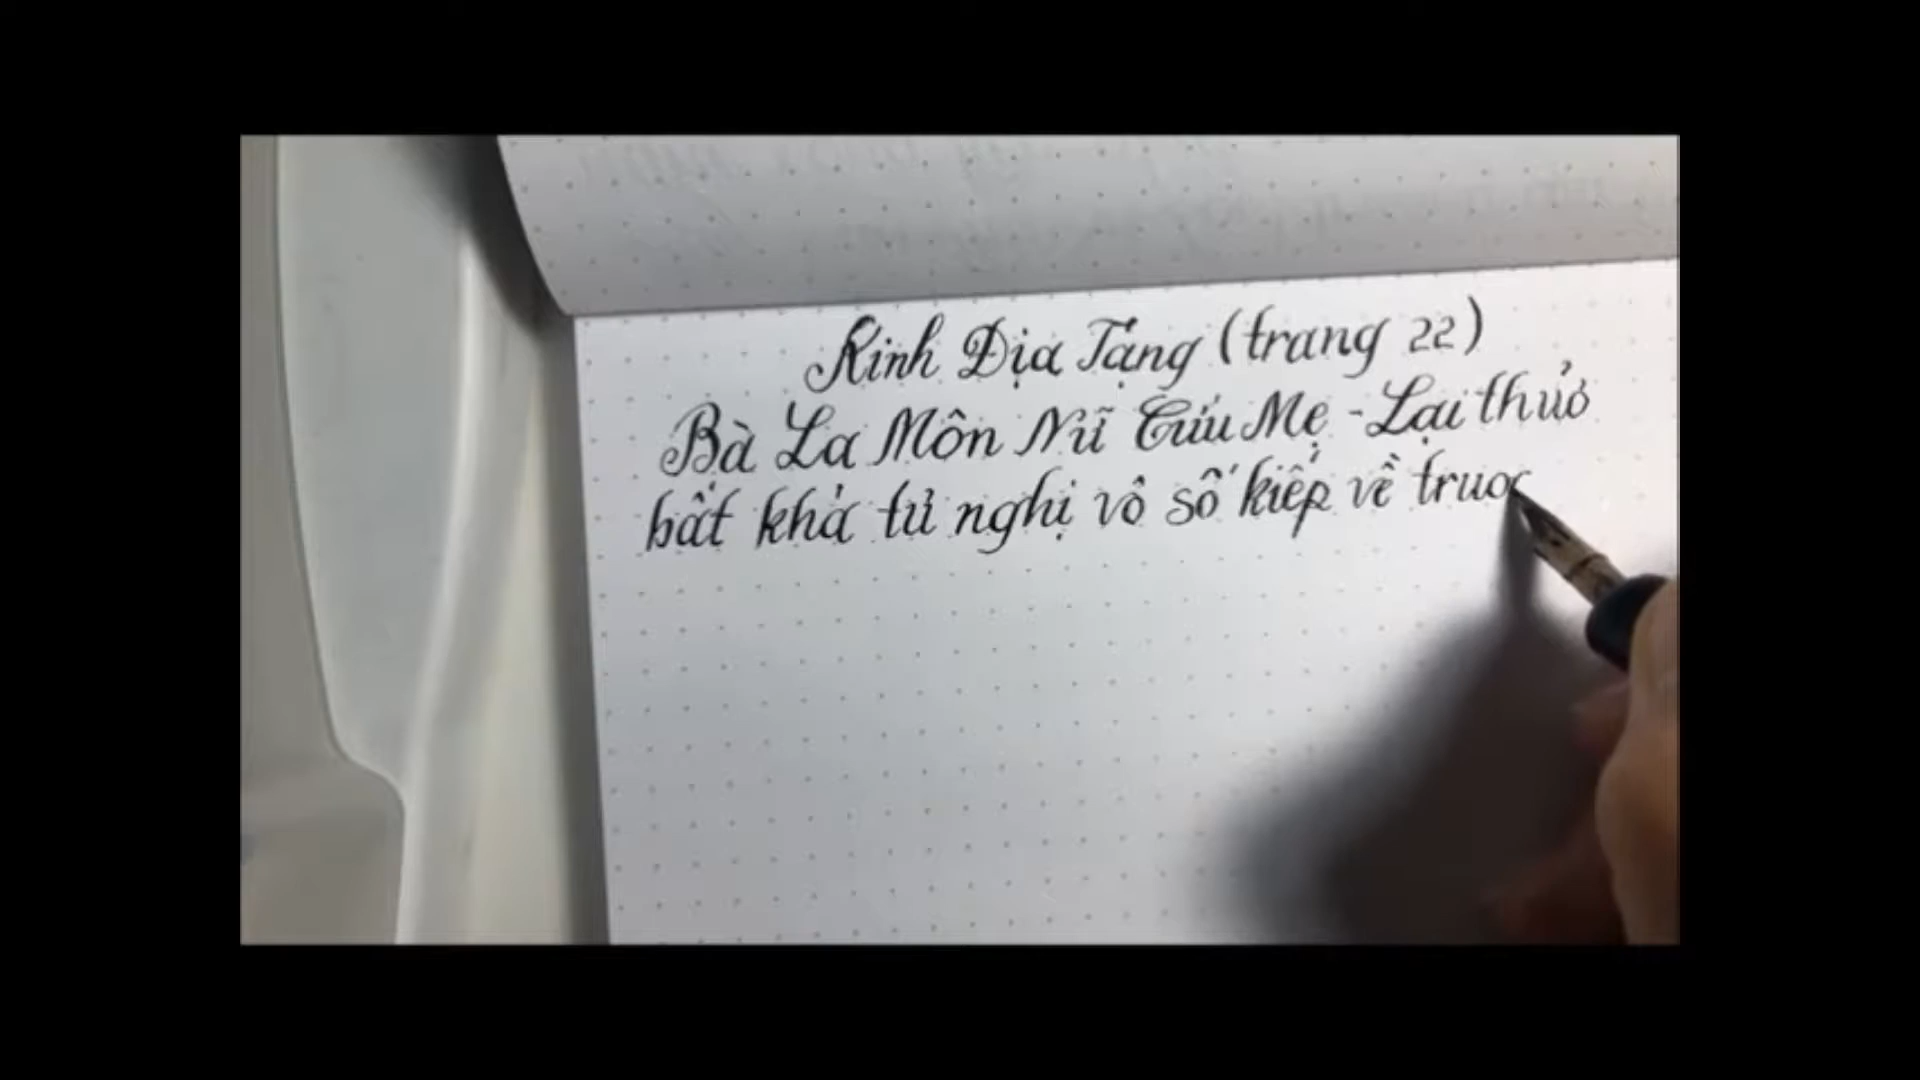 Kinh Địa Tạng (trang 22)
Bà La Môn Nữ Cứu Mẹ - Lại thuở
bất khả tư nghị vô số kiếp về truoc